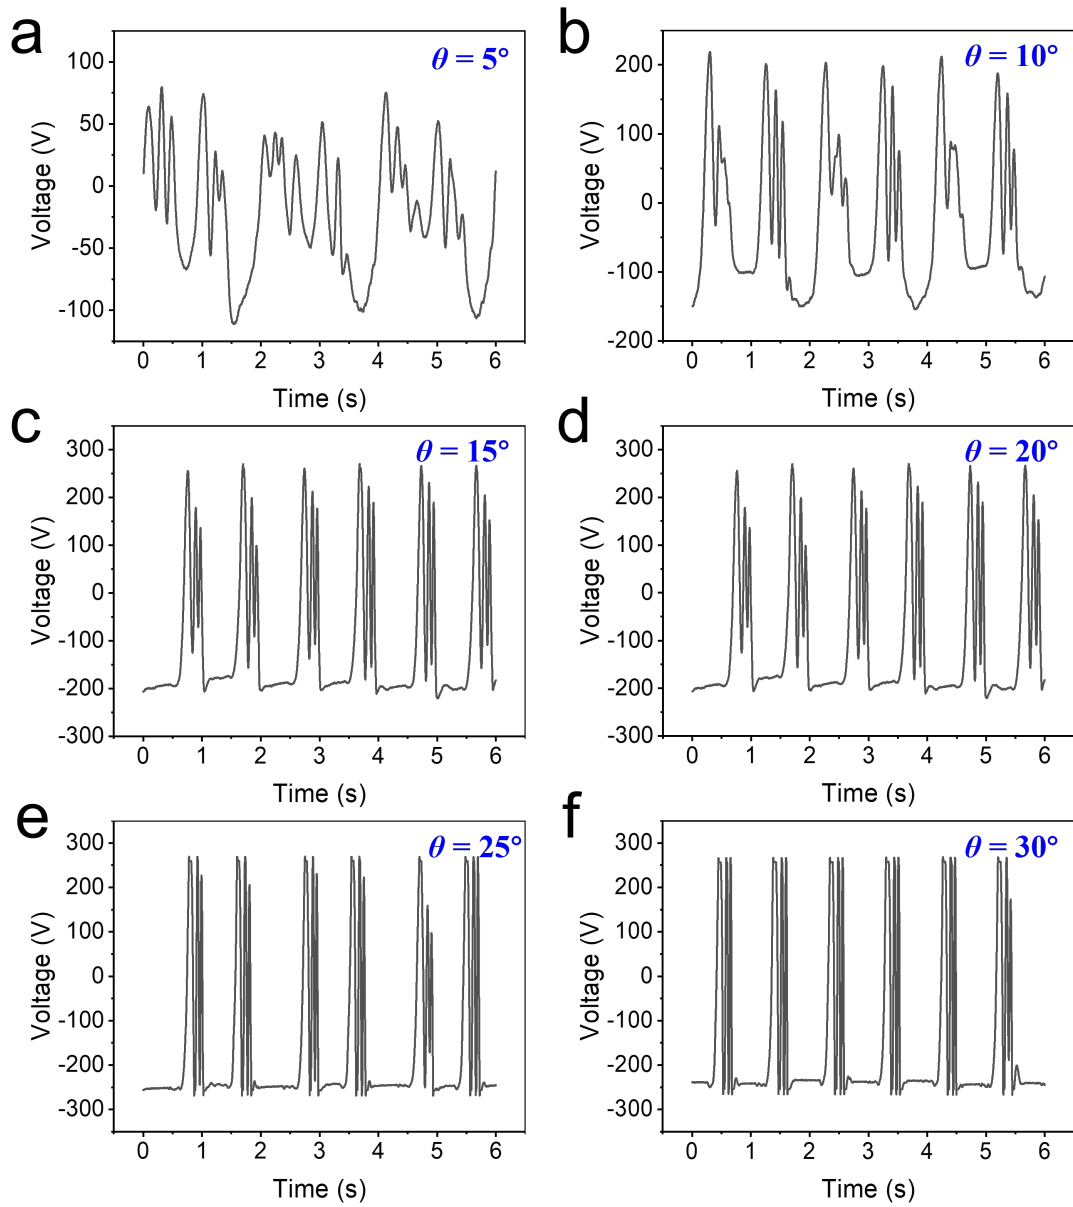 a
θ = 5°
100
50
0
-50
-100
Voltage (V)
0 1 2 3 4 5 6
Time (s)
b
θ = 10°
200
100
0
-100
-200
Voltage (V)
0 1 2 3 4 5 6
Time (s)
c
θ = 15°
300
200
100
0
-100
-200
-300
Voltage (V)
0 1 2 3 4 5 6
Time (s)
d
θ = 20°
300
200
100
0
-100
-200
-300
Voltage (V)
0 1 2 3 4 5 6
Time (s)
e
θ = 25°
300
200
100
0
-100
-200
-300
Voltage (V)
0 1 2 3 4 5 6
Time (s)
f
θ = 30°
300
200
100
0
-100
-200
-300
Voltage (V)
0 1 2 3 4 5 6
Time (s)